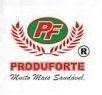 PF
PRODUFORTE ®
Muito Mais Saudável.